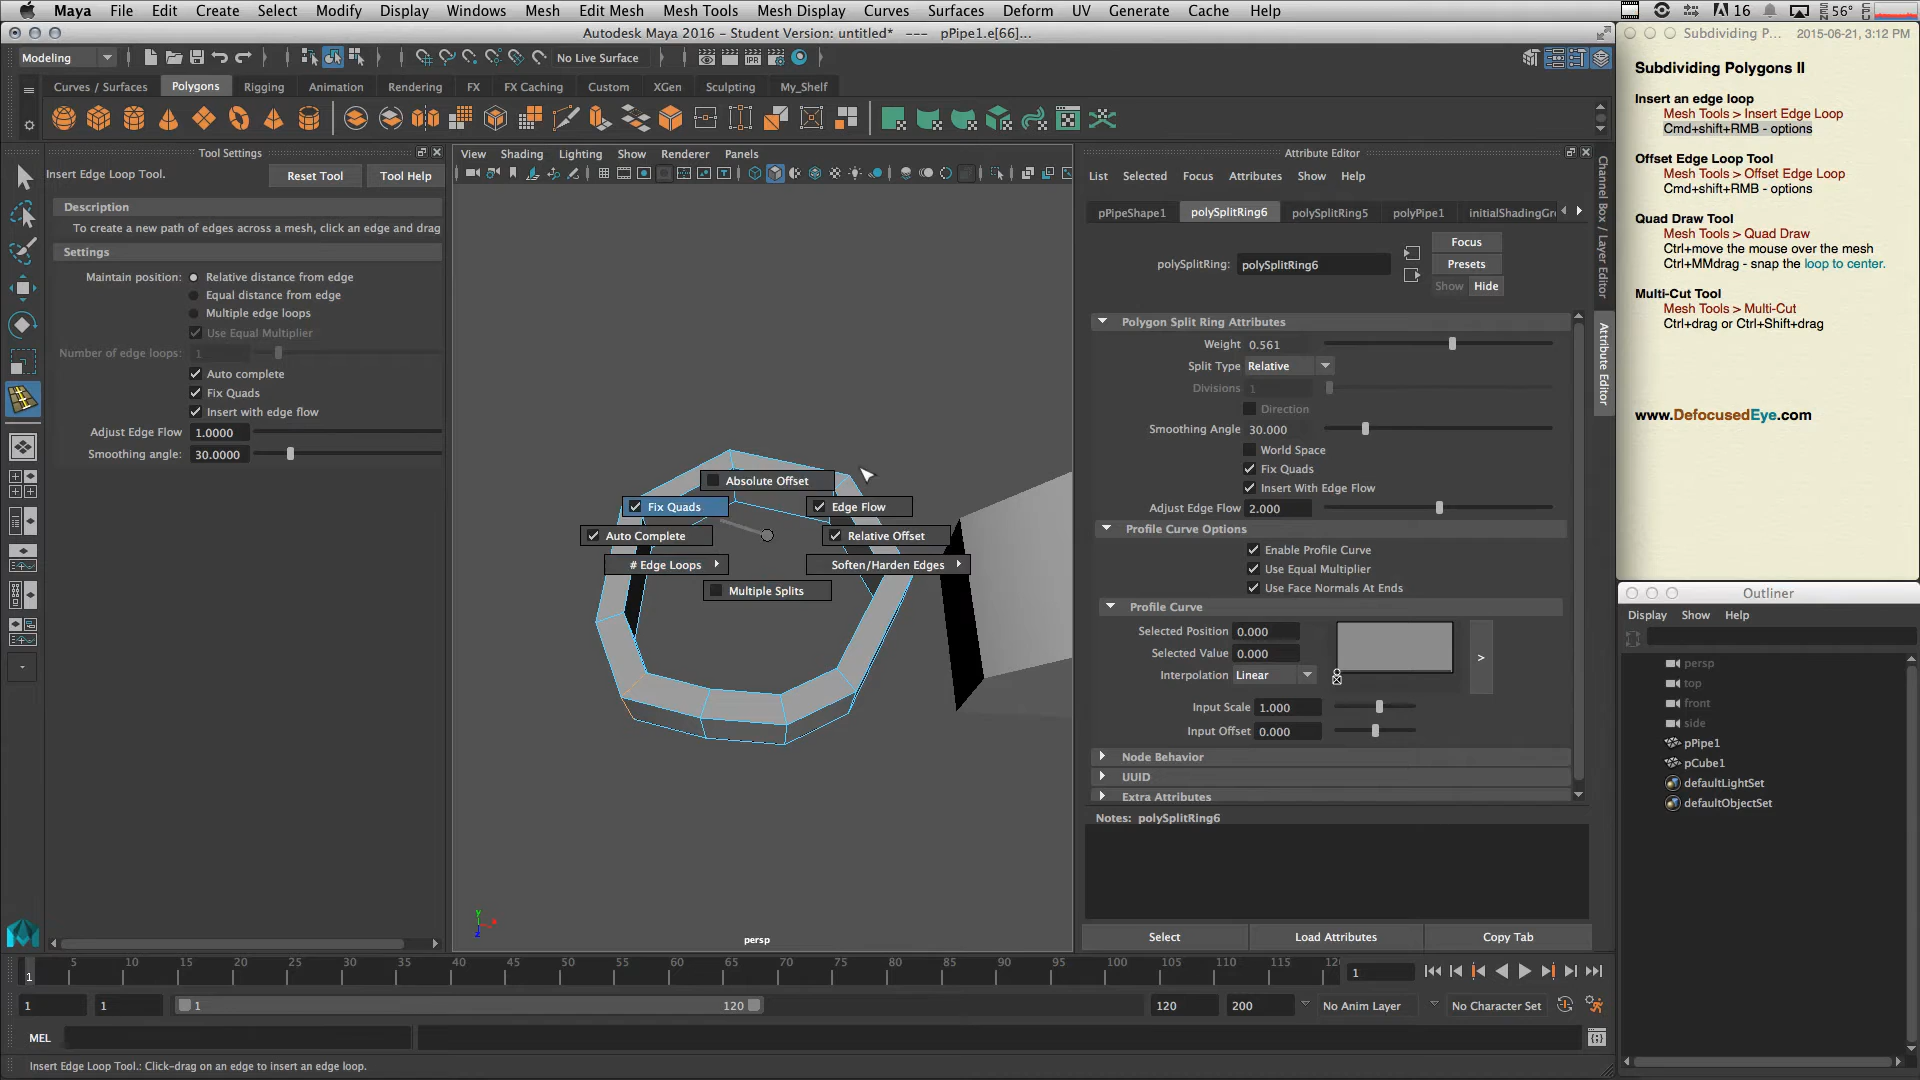 Maya File Edit Create Select Modify Display Windows Mesh Edit Mesh Mesh Tools Mesh Display Curves Surfaces Deform UV Generate Cache Help
16 56°
Autodesk Maya 2016 - Student Version: untitled* --- pPipe1.e[66]...
Modeling
No Live Surface
Curves / Surfaces Polygons Rigging Animation Rendering FX FX Caching Custom XGen Sculpting My_Shelf
Tool Settings
Insert Edge Loop Tool. Reset Tool Tool Help
Description
To create a new path of edges across a mesh, click an edge and drag
Settings
Maintain position: Relative distance from edge
Equal distance from edge
Multiple edge loops
Use Equal Multiplier
Number of edge loops: 1
Auto complete
Fix Quads
Insert with edge flow
Adjust Edge Flow 1.0000
Smoothing angle: 30.0000
View Shading Lighting Show Renderer Panels
Absolute Offset
Fix Quads Edge Flow
Auto Complete Relative Offset
# Edge Loops Soften/Harden Edges
Multiple Splits
y
x
z
persp
Attribute Editor
List Selected Focus Attributes Show Help
pPipeShape1 polySplitRing6 polySplitRing5 polyPipe1 initialShadingGr
polySplitRing: polySplitRing6
Focus
Presets
Show Hide
Polygon Split Ring Attributes
Weight 0.561
Split Type Relative
Divisions 1
Direction
Smoothing Angle 30.000
World Space
Fix Quads
Insert With Edge Flow
Adjust Edge Flow 2.000
Profile Curve Options
Enable Profile Curve
Use Equal Multiplier
Use Face Normals At Ends
Profile Curve
Selected Position 0.000
Selected Value 0.000
Interpolation Linear
>
Input Scale 1.000
Input Offset 0.000
Node Behavior
UUID
Extra Attributes
Notes: polySplitRing6
Select Load Attributes Copy Tab
Channel Box / Layer Editor
Attribute Editor
Subdividing P... 2015-06-21, 3:12 PM
Subdividing Polygons II
Insert an edge loop
Mesh Tools > Insert Edge Loop
Cmd+shift+RMB - options
Offset Edge Loop Tool
Mesh Tools > Offset Edge Loop
Cmd+shift+RMB - options
Quad Draw Tool
Mesh Tools > Quad Draw
Ctrl+move the mouse over the mesh
Ctrl+MMdrag - snap the loop to center.
Multi-Cut Tool
Mesh Tools > Multi-Cut
Ctrl+drag or Ctrl+Shift+drag
www.DefocusedEye.com
Outliner
Display Show Help
persp
top
front
side
pPipe1
pCube1
defaultLightSet
defaultObjectSet
1 5 10 15 20 25 30 35 40 45 50 55 60 65 70 75 80 85 90 95 100 105 110 115 12
1
1 1 1 120 120 200 No Anim Layer No Character Set
MEL
Insert Edge Loop Tool.: Click-drag on an edge to insert an edge loop.